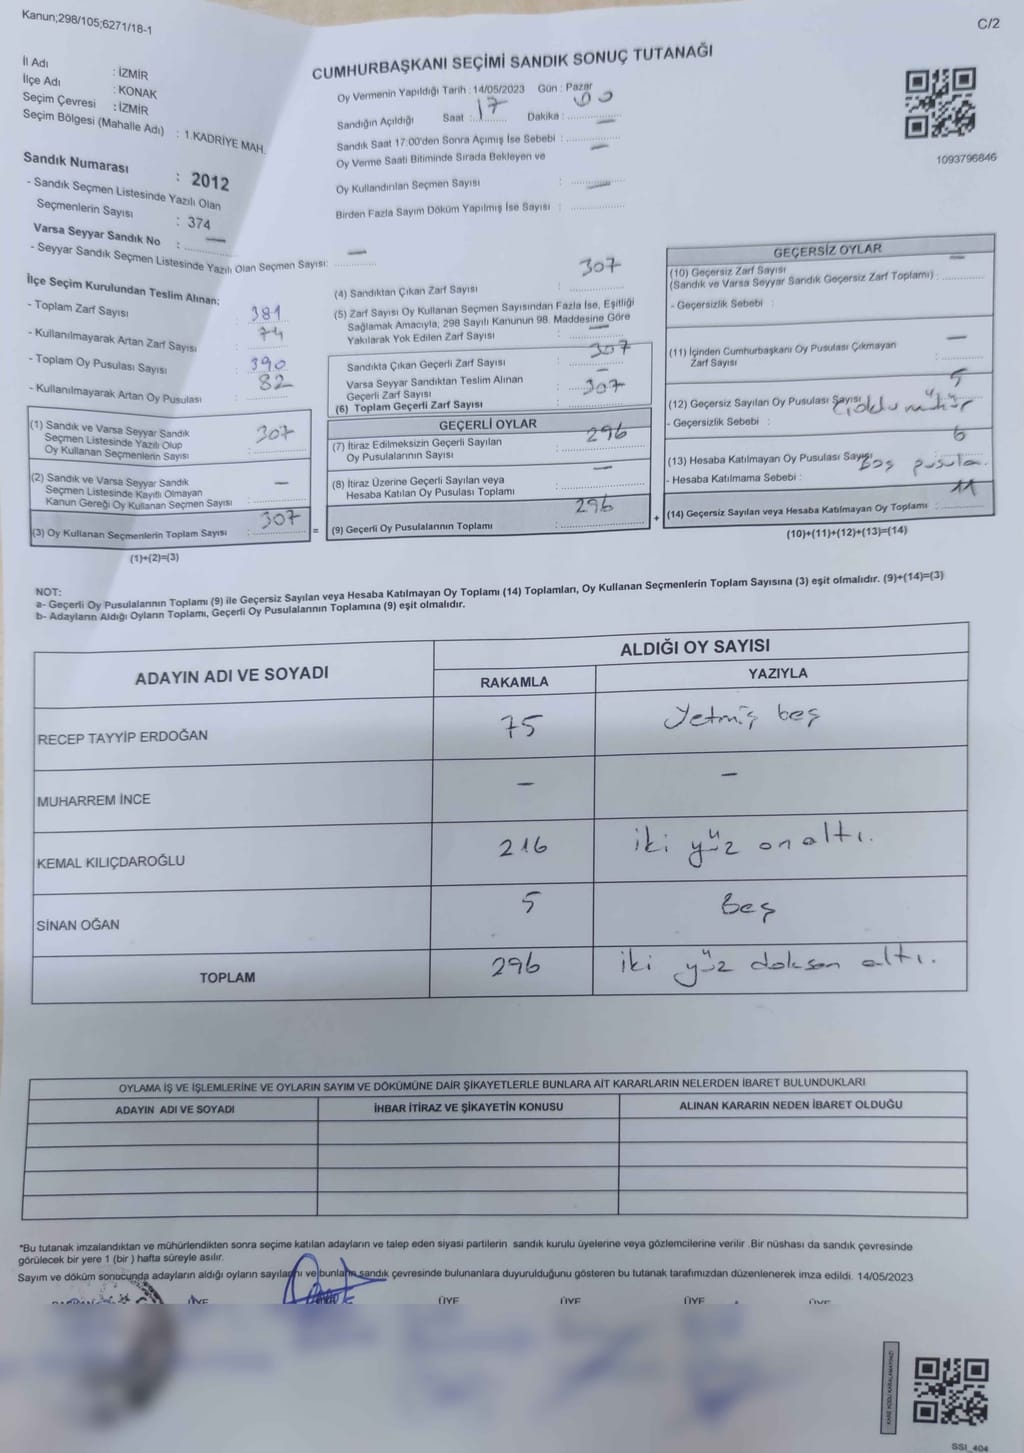 Kanun;298/105;6271/18-1
C/2
CUMHURBAŞKANI SEÇİMİ SANDIK SONUÇ TUTANAĞI
İl Adı : İZMİR
İlçe Adı : KONAK
Seçim Çevresi : İZMİR
Seçim Bölgesi (Mahalle Adı) : 1.KADRİYE MAH.
Sandık Numarası : 2012
- Sandık Seçmen Listesinde Yazılı Olan
Seçmenlerin Sayısı : 374
Varsa Seyyar Sandık No : —
- Seyyar Sandık Seçmen Listesinde Yazılı Olan Seçmen Sayısı: —
Oy Vermenin Yapıldığı Tarih : 14/05/2023 Gün : Pazar
Sandığın Açıldığı Saat : 17 Dakika : 00
Sandık Saat 17:00'den Sonra Açımış İse Sebebi : —
Oy Verme Saati Bitiminde Sırada Bekleyen ve
Oy Kullandırılan Seçmen Sayısı : —
Birden Fazla Sayım Döküm Yapılmış İse Sayısı :
1093796846
İlçe Seçim Kurulundan Teslim Alınan;
- Toplam Zarf Sayısı : 381
- Kullanılmayarak Artan Zarf Sayısı : 74
- Toplam Oy Pusulası Sayısı : 390
- Kullanılmayarak Artan Oy Pusulası : 82
(1) Sandık ve Varsa Seyyar Sandık
Seçmen Listesinde Yazılı Olup
Oy Kullanan Seçmenlerin Sayısı : 307
(2) Sandık ve Varsa Seyyar Sandık
Seçmen Listesinde Kayıtlı Olmayan
Kanun Gereği Oy Kullanan Seçmen Sayısı : —
(3) Oy Kullanan Seçmenlerin Toplam Sayısı : 307
(1)+(2)=(3)
=
(4) Sandıktan Çıkan Zarf Sayısı : 307
(5) Zarf Sayısı Oy Kullanan Seçmen Sayısından Fazla İse, Eşitliği
Sağlamak Amacıyla, 298 Sayılı Kanunun 98. Maddesine Göre
Yakılarak Yok Edilen Zarf Sayısı : —
Sandıkta Çıkan Geçerli Zarf Sayısı : 307
Varsa Seyyar Sandıktan Teslim Alınan
Geçerli Zarf Sayısı : —
(6) Toplam Geçerli Zarf Sayısı : 307
GEÇERLİ OYLAR
(7) İtiraz Edilmeksizin Geçerli Sayılan
Oy Pusulalarının Sayısı : 296
(8) İtiraz Üzerine Geçerli Sayılan veya
Hesaba Katılan Oy Pusulası Toplamı : —
(9) Geçerli Oy Pusulalarının Toplamı : 296
+
GEÇERSİZ OYLAR
(10) Geçersiz Zarf Sayısı
(Sandık ve Varsa Seyyar Sandık Geçersiz Zarf Toplamı) : —
- Geçersizlik Sebebi :
(11) İçinden Cumhurbaşkanı Oy Pusulası Çıkmayan
Zarf Sayısı : —
(12) Geçersiz Sayılan Oy Pusulası Sayısı : 5
- Geçersizlik Sebebi : mühür
(13) Hesaba Katılmayan Oy Pusulası Sayısı : 6
- Hesaba Katılmama Sebebi : Boş pusula.
(14) Geçersiz Sayılan veya Hesaba Katılmayan Oy Toplamı : 11
(10)+(11)+(12)+(13)=(14)
NOT:
a- Geçerli Oy Pusulalarının Toplamı (9) ile Geçersiz Sayılan veya Hesaba Katılmayan Oy Toplamı (14) Toplamları, Oy Kullanan Seçmenlerin Toplam Sayısına (3) eşit olmalıdır. (9)+(14)=(3)
b- Adayların Aldığı Oyların Toplamı, Geçerli Oy Pusulalarının Toplamına (9) eşit olmalıdır.
ADAYIN ADI VE SOYADI ALDIĞI OY SAYISI
RAKAMLA YAZIYLA
RECEP TAYYİP ERDOĞAN 75 Yetmiş beş
MUHARREM İNCE — —
KEMAL KILIÇDAROĞLU 216 iki yüz on altı.
SİNAN OĞAN 5 Beş
TOPLAM 296 iki yüz doksan altı.
OYLAMA İŞ VE İŞLEMLERİNE VE OYLARIN SAYIM VE DÖKÜMÜNE DAİR ŞİKAYETLERLE BUNLARA AİT KARARLARIN NELERDEN İBARET BULUNDUKLARI
ADAYIN ADI VE SOYADI İHBAR İTİRAZ VE ŞİKAYETİN KONUSU ALINAN KARARIN NEDEN İBARET OLDUĞU
*Bu tutanak imzalandıktan ve mühürlendikten sonra seçime katılan adayların ve talep eden siyasi partilerin sandık kurulu üyelerine veya gözlemcilerine verilir .Bir nüshası da sandık çevresinde
görülecek bir yere 1 (bir ) hafta süreyle asılır.
Sayım ve döküm sonucunda adayların aldığı oyların sayılarını ve bunların sandık çevresinde bulunanlara duyurulduğunu gösteren bu tutanak tarafımızdan düzenlenerek imza edildi. 14/05/2023
ÜYE ÜYE ÜYE ÜYE ÜYE
SSI_404